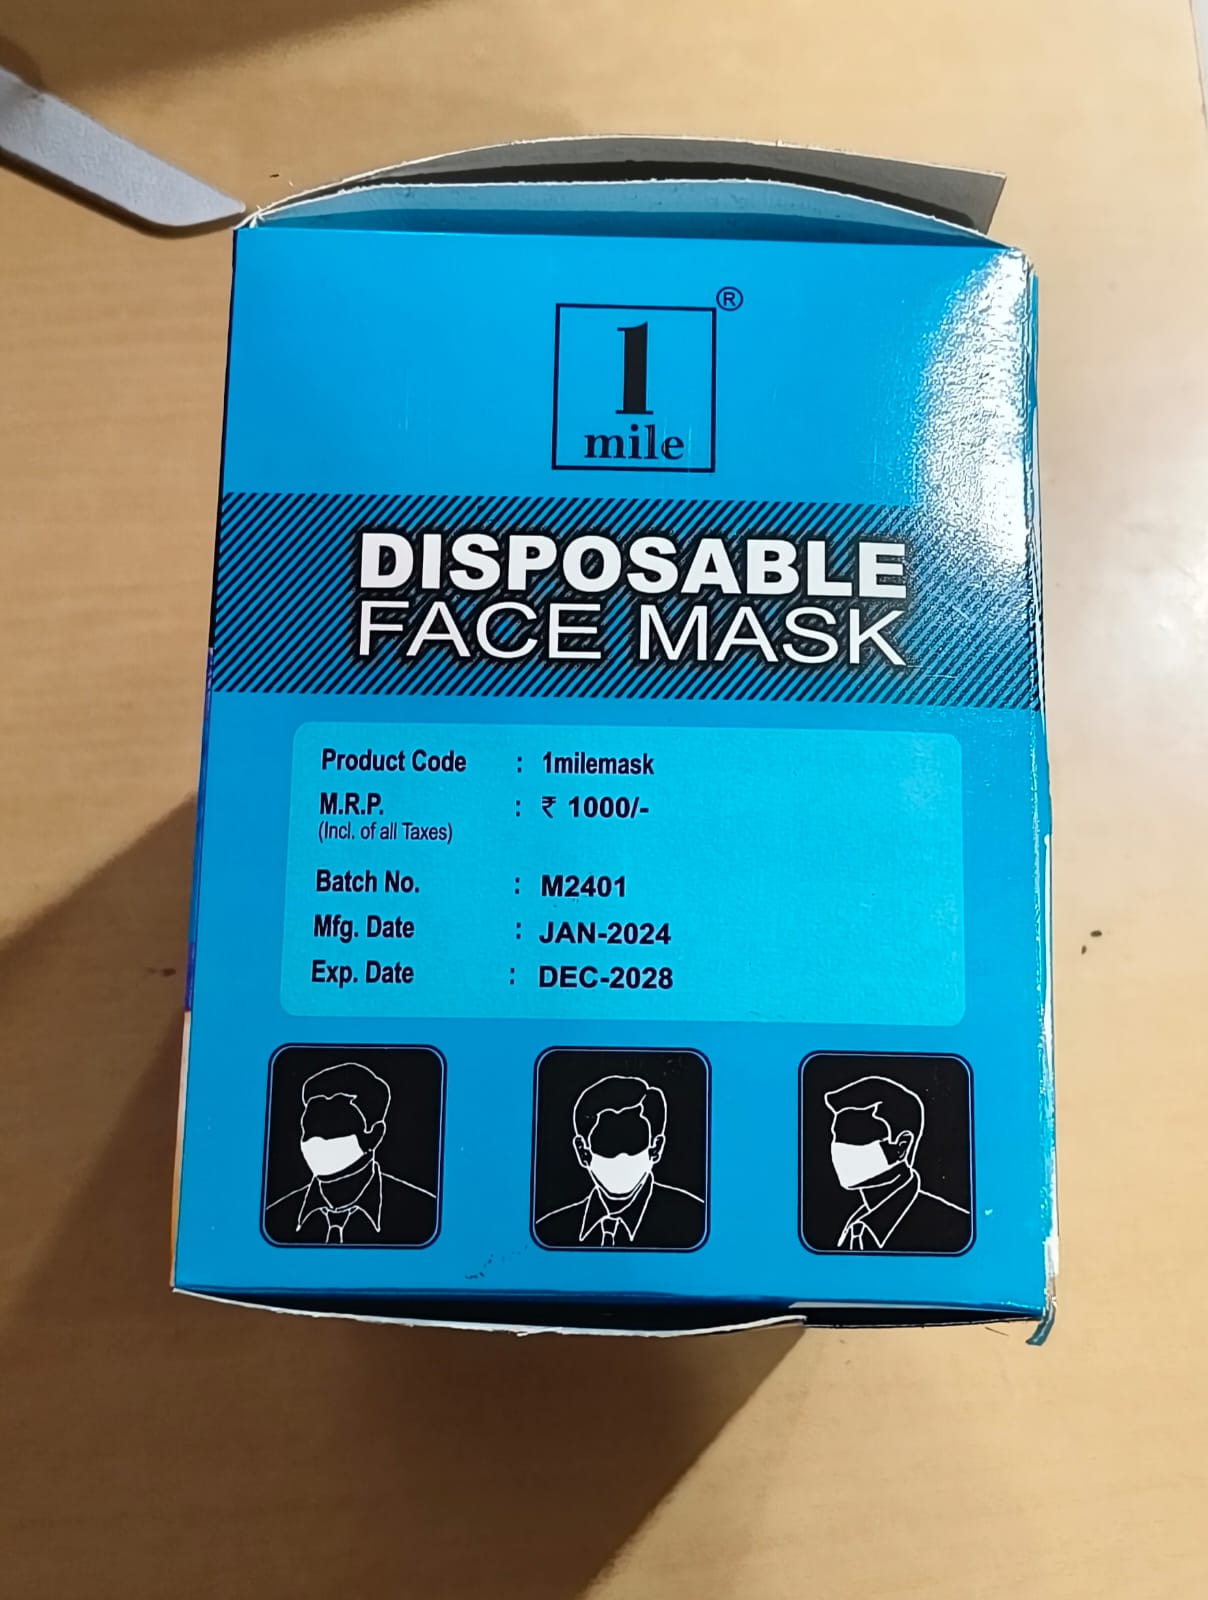 ®
1
mile
DISPOSABLE
FACE MASK
Product Code : 1milemask
M.R.P. : ₹ 1000/-
(Incl. of all Taxes)
Batch No. : M2401
Mfg. Date : JAN-2024
Exp. Date : DEC-2028